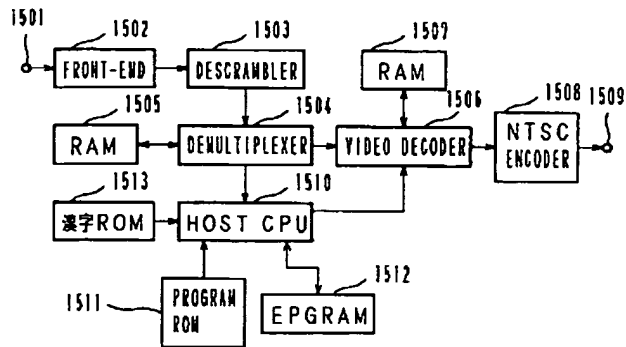 1501
1502
FRONT-END
1503
DESCRAMBLER
1505
RAM
1504
DEMULTIPLEXER
1507
RAM
1506
VIDEO DECODER
1508
NTSC
ENCODER
1509
1513
漢字ROM
1510
HOST CPU
1511
PROGRAM
ROM
1512
EPGRAM